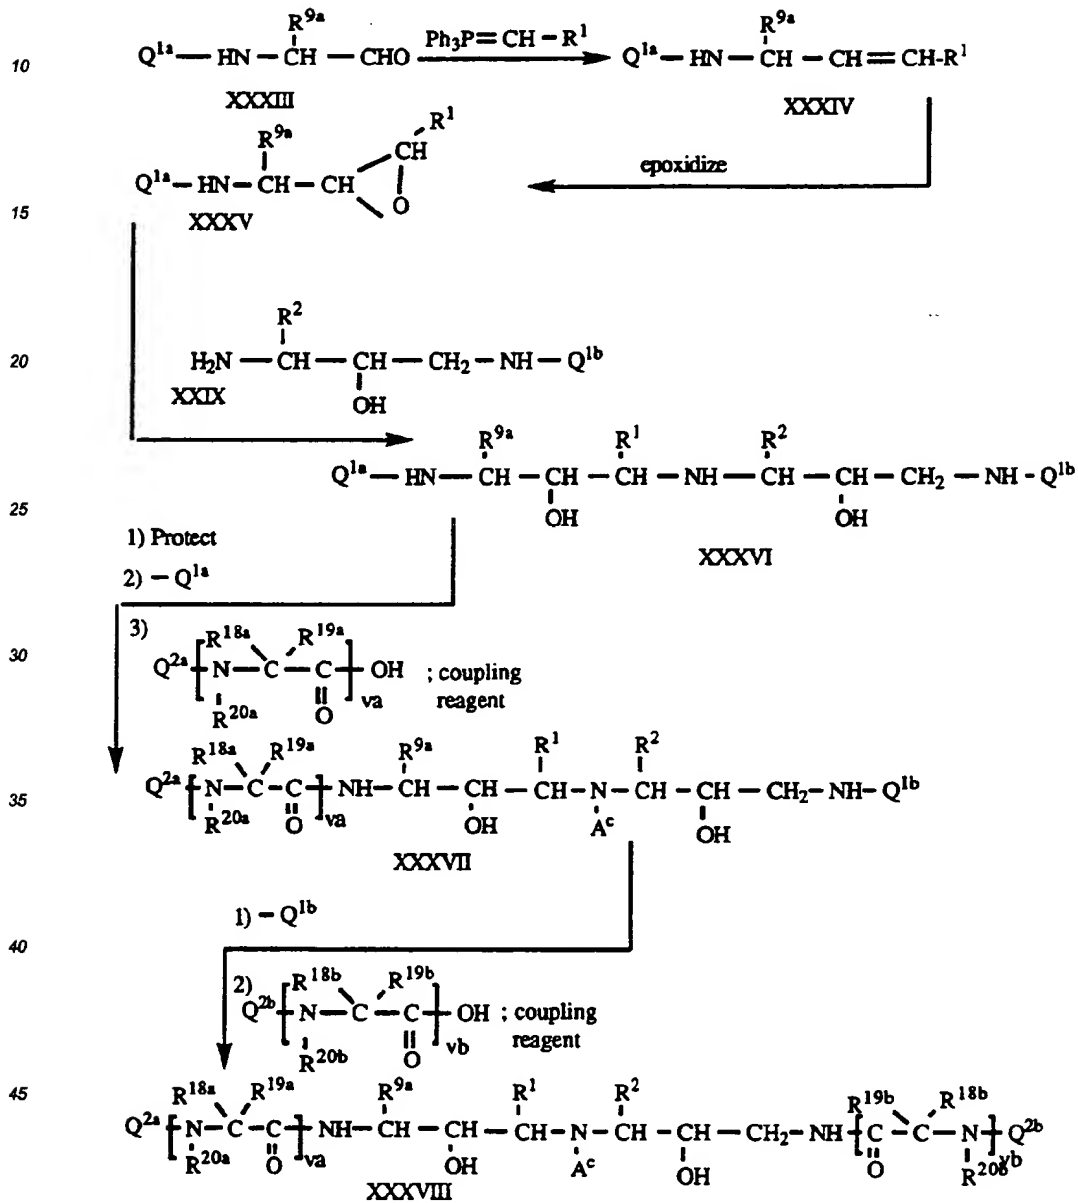 R9a
Ph3P=CH-R1
10 Q1a-HN-CH-CHO Q1a-HN-CH-CH=CH-R1
XXXIII XXXIV
R1
R9a
CH
epoxidize
Q1a-HN-CH-CH
O
15 XXXV
R2
20 H2N-CH-CH-CH2-NH-Q1b
XXIX OH
R9a R1 R2
Q1a-HN-CH-CH-CH-NH-CH-CH-CH2-NH-Q1b
25 OH OH
1) Protect XXXVI
2) -Q1a
3) R18a R19a
30 Q2a[N-C-C]va OH ; coupling reagent
R20a O
R18a R19a R9a R1 R2
35 Q2a[N-C-C]va NH-CH-CH-CH-N-CH-CH-CH2-NH-Q1b
R20a O OH Ac OH
XXXVII
1) -Q1b
40
2) R18b R19b
Q2b[N-C-C]vb OH ; coupling reagent
R20b O
45 R18a R19a R9a R1 R2 R19b R18b
Q2a[N-C-C]va NH-CH-CH-CH-N-CH-CH-CH2-NH[C-C-N]vb Q2b
R20a O OH Ac OH O R20b
XXXVIII